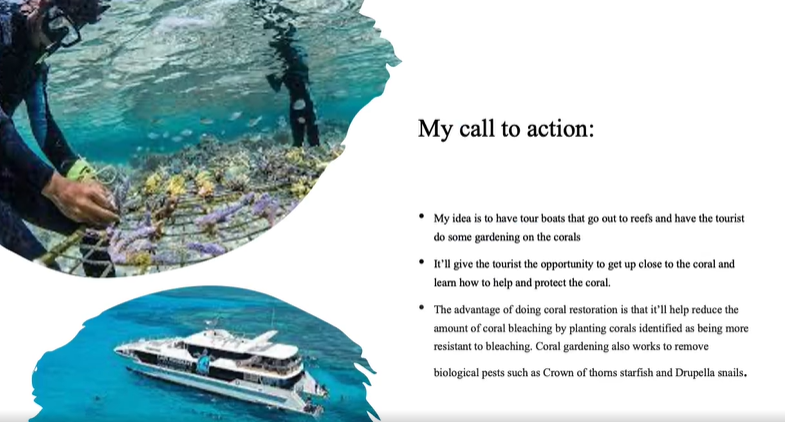 My call to action:
• My idea is to have tour boats that go out to reefs and have the tourist
do some gardening on the corals
• It'll give the tourist the opportunity to get up close to the coral and
learn how to help and protect the coral.
• The advantage of doing coral restoration is that it'll help reduce the
amount of coral bleaching by planting corals identified as being more
resistant to bleaching. Coral gardening also works to remove
biological pests such as Crown of thorns starfish and Drupella snails.